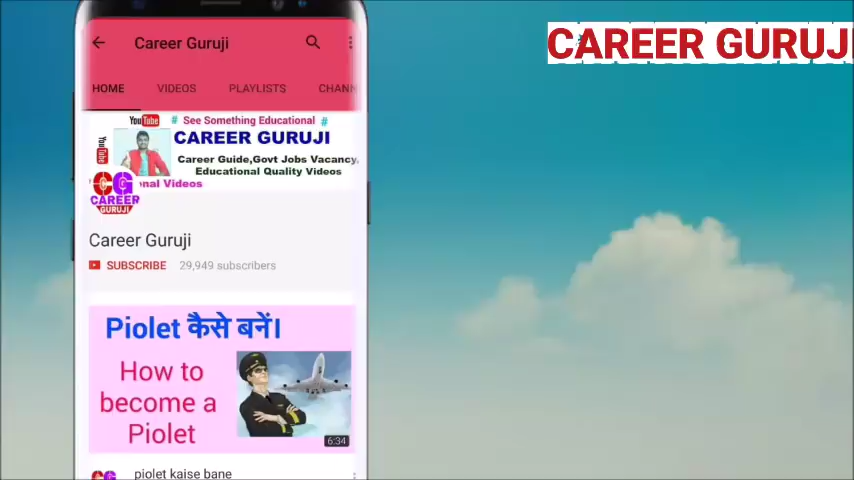 Career Guruji
HOME VIDEOS PLAYLISTS CHANN
YouTube # See Something Educational #
CAREER GURUJI
YouTube
Career Guide,Govt Jobs Vacancy,
Educational Quality Videos
nal Videos
CG
CAREER
GURUJI
Career Guruji
SUBSCRIBE 29,949 subscribers
Piolet कैसे बनें।
How to
become a
Piolet
6:34
piolet kaise bane
CAREER GURUJI